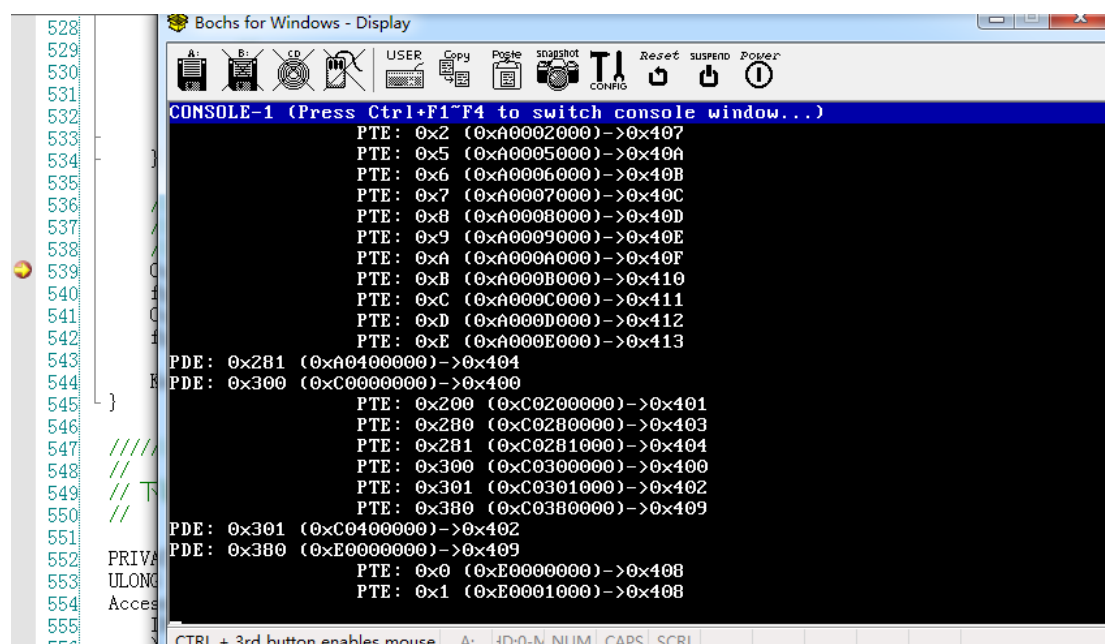 Bochs for Windows - Display
A: B: CD USER Copy Paste snapshot CONFIG Reset SUSPEND Power
CONSOLE-1 (Press Ctrl+F1~F4 to switch console window...)
PTE: 0x2 (0xA0002000)->0x407
PTE: 0x5 (0xA0005000)->0x40A
PTE: 0x6 (0xA0006000)->0x40B
PTE: 0x7 (0xA0007000)->0x40C
PTE: 0x8 (0xA0008000)->0x40D
PTE: 0x9 (0xA0009000)->0x40E
PTE: 0xA (0xA000A000)->0x40F
PTE: 0xB (0xA000B000)->0x410
PTE: 0xC (0xA000C000)->0x411
PTE: 0xD (0xA000D000)->0x412
PTE: 0xE (0xA000E000)->0x413
PDE: 0x281 (0xA0400000)->0x404
PDE: 0x300 (0xC0000000)->0x400
PTE: 0x200 (0xC0200000)->0x401
PTE: 0x280 (0xC0280000)->0x403
PTE: 0x281 (0xC0281000)->0x404
PTE: 0x300 (0xC0300000)->0x400
PTE: 0x301 (0xC0301000)->0x402
PTE: 0x380 (0xC0380000)->0x409
PDE: 0x301 (0xC0400000)->0x402
PDE: 0x380 (0xE0000000)->0x409
PTE: 0x0 (0xE0000000)->0x408
PTE: 0x1 (0xE0001000)->0x408
CTRL + 3rd button enables mouse A: HD:0-M NUM CAPS SCRL
528
529
530
531
532
533
534 }
535
536
537
538
539
540
541
542
543
544
545 }
546
547 /////
548 //
549 // 下
550 //
551
552 PRIVA
553 ULONG
554 Acces
555